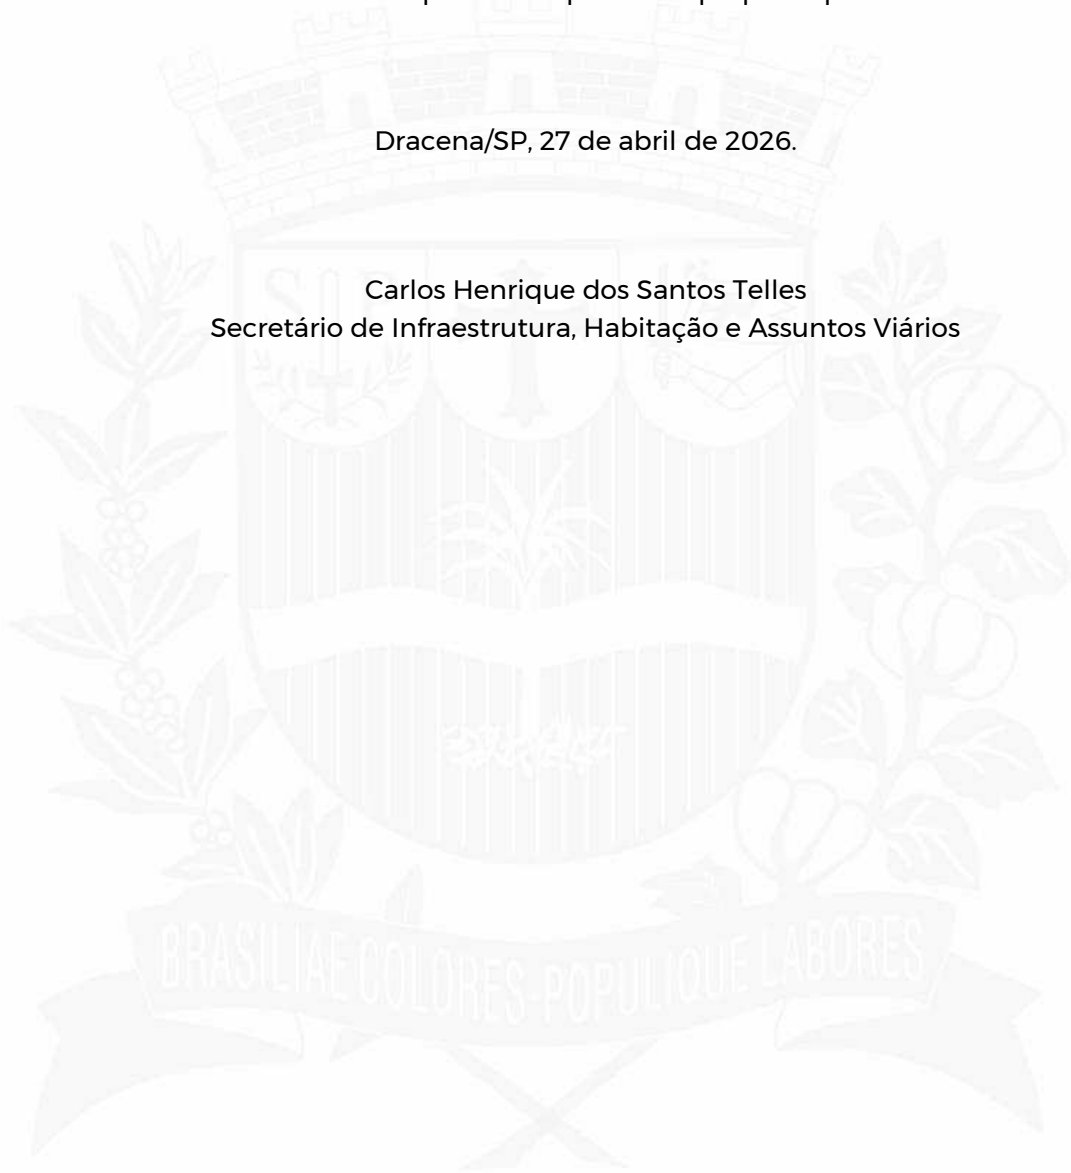 Dracena/SP, 27 de abril de 2026.
Carlos Henrique dos Santos Telles
Secretário de Infraestrutura, Habitação e Assuntos Viários
BRASILIAE COLORES-POPULIQUE LABORES